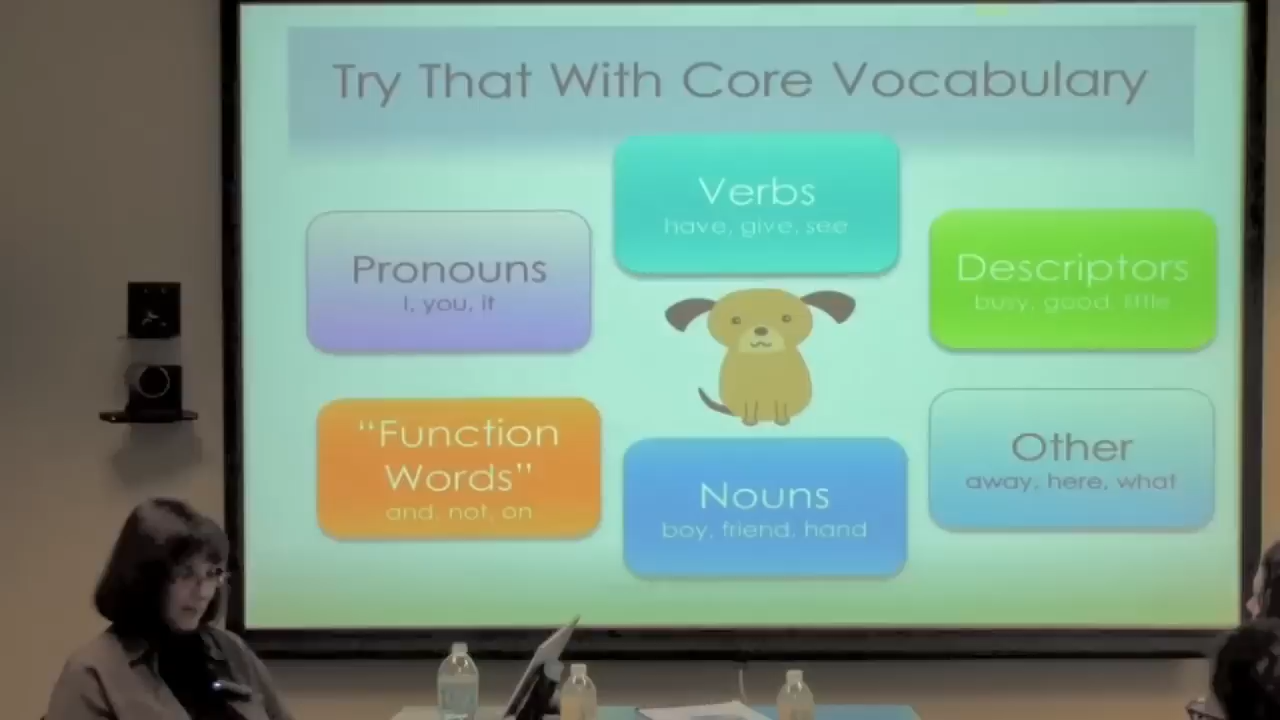 Try That With Core Vocabulary
Verbs
have, give, see
Pronouns
I, you, it
Descriptors
busy, good, little
"Function
Words"
and, not, on
Nouns
boy, friend, hand
Other
away, here, what